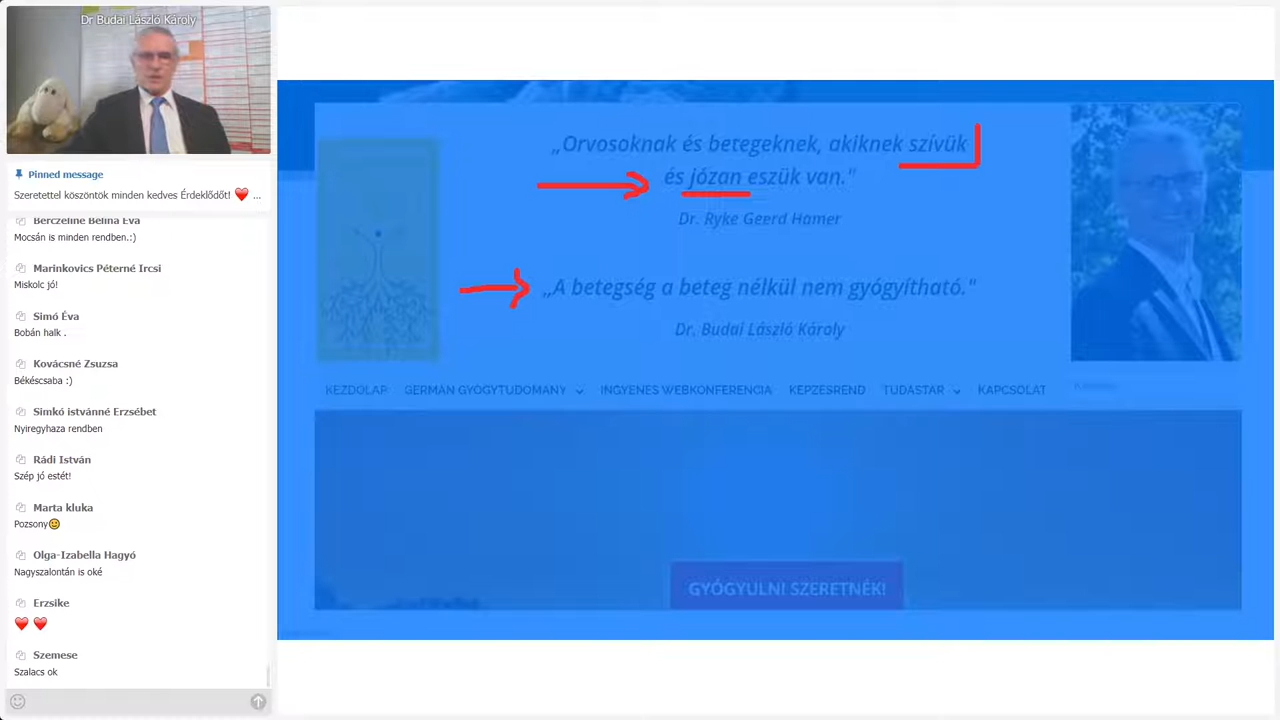 Dr Budai László Károly
Pinned message
Szeretettel köszöntök minden kedves Érdeklődőt! ❤️ ...
Berczeliné Belina Éva
Mocsán is minden rendben.:)
Marinkovics Péterné Ircsi
Miskolc jó!
Simó Éva
Bobán halk .
Kovácsné Zsuzsa
Békéscsaba :)
Simkó istvánné Erzsébet
Nyiregyhaza rendben
Rádi István
Szép jó estét!
Marta kluka
Pozsony😉
Olga-Izabella Hagyó
Nagyszalontán is oké
Erzsike
❤️ ❤️
Szemese
Szalacs ok
„Orvosoknak és betegeknek, akiknek szívük
és józan eszük van."
Dr. Ryke Geerd Hamer
„A betegség a beteg nélkül nem gyógyítható."
Dr. Budai László Károly
KEZDŐLAP GERMÁN GYÓGYTUDOMÁNY INGYENES WEBKONFERENCIA KÉPZÉSREND TUDÁSTÁR KAPCSOLAT
GYÓGYULNI SZERETNÉK!